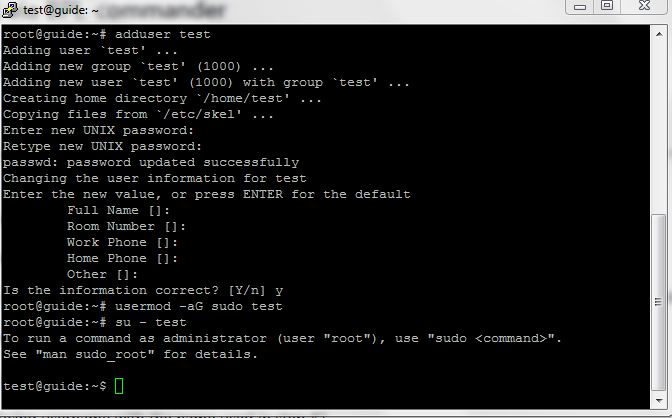 commander
test@guide: ~
root@guide:~# adduser test
Adding user `test' ...
Adding new group `test' (1000) ...
Adding new user `test' (1000) with group `test' ...
Creating home directory `/home/test' ...
Copying files from `/etc/skel' ...
Enter new UNIX password:
Retype new UNIX password:
passwd: password updated successfully
Changing the user information for test
Enter the new value, or press ENTER for the default
Full Name []:
Room Number []:
Work Phone []:
Home Phone []:
Other []:
Is the information correct? [Y/n] y
root@guide:~# usermod -aG sudo test
root@guide:~# su - test
To run a command as administrator (user "root"), use "sudo <command>".
See "man sudo_root" for details.
test@guide:~$